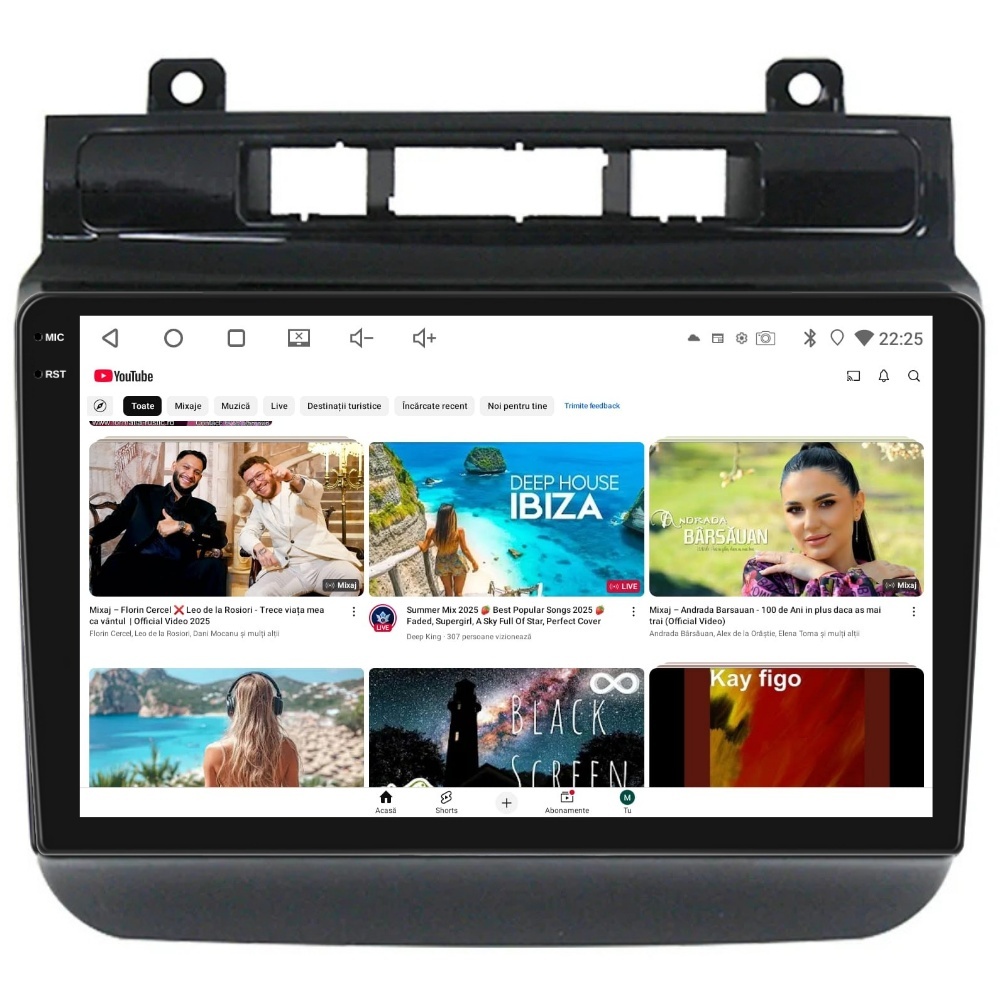 MIC
RST
22:25
YouTube
Toate
Mixaje
Muzică
Live
Destinații turistice
Încărcate recent
Noi pentru tine
Trimite feedback
DEEP HOUSE
IBIZA
ANDRADA
BÂRSĂUAN
Mixaj
LIVE
Mixaj
Mixaj – Florin Cercel ❌ Leo de la Rosiori - Trece viața mea
ca vântul | Official Video 2025
Florin Cercel, Leo de la Rosiori, Dani Mocanu și mulți alții
LIVE
Summer Mix 2025 🍓 Best Popular Songs 2025 🍓
Faded, Supergirl, A Sky Full Of Star, Perfect Cover
Deep King · 307 persoane vizionează
Mixaj – Andrada Barsauan - 100 de Ani in plus daca as mai
trai (Official Video)
Andrada Bârsăuan, Alex de la Orăștie, Elena Toma și mulți alții
BLACK
SCREEN
Kay figo
Acasă
Shorts
Abonamente
M
Tu